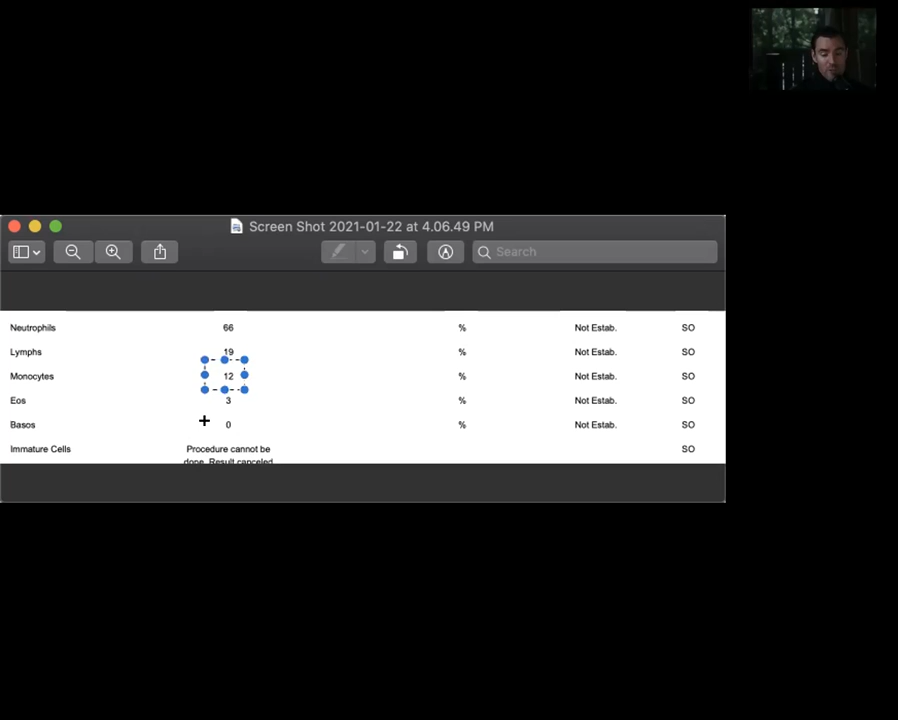 Screen Shot 2021-01-22 at 4.06.49 PM
Search
Neutrophils 66 % Not Estab. SO
Lymphs 19 % Not Estab. SO
Monocytes 12 % Not Estab. SO
Eos 3 % Not Estab. SO
Basos 0 % Not Estab. SO
Immature Cells Procedure cannot be SO
done. Result canceled